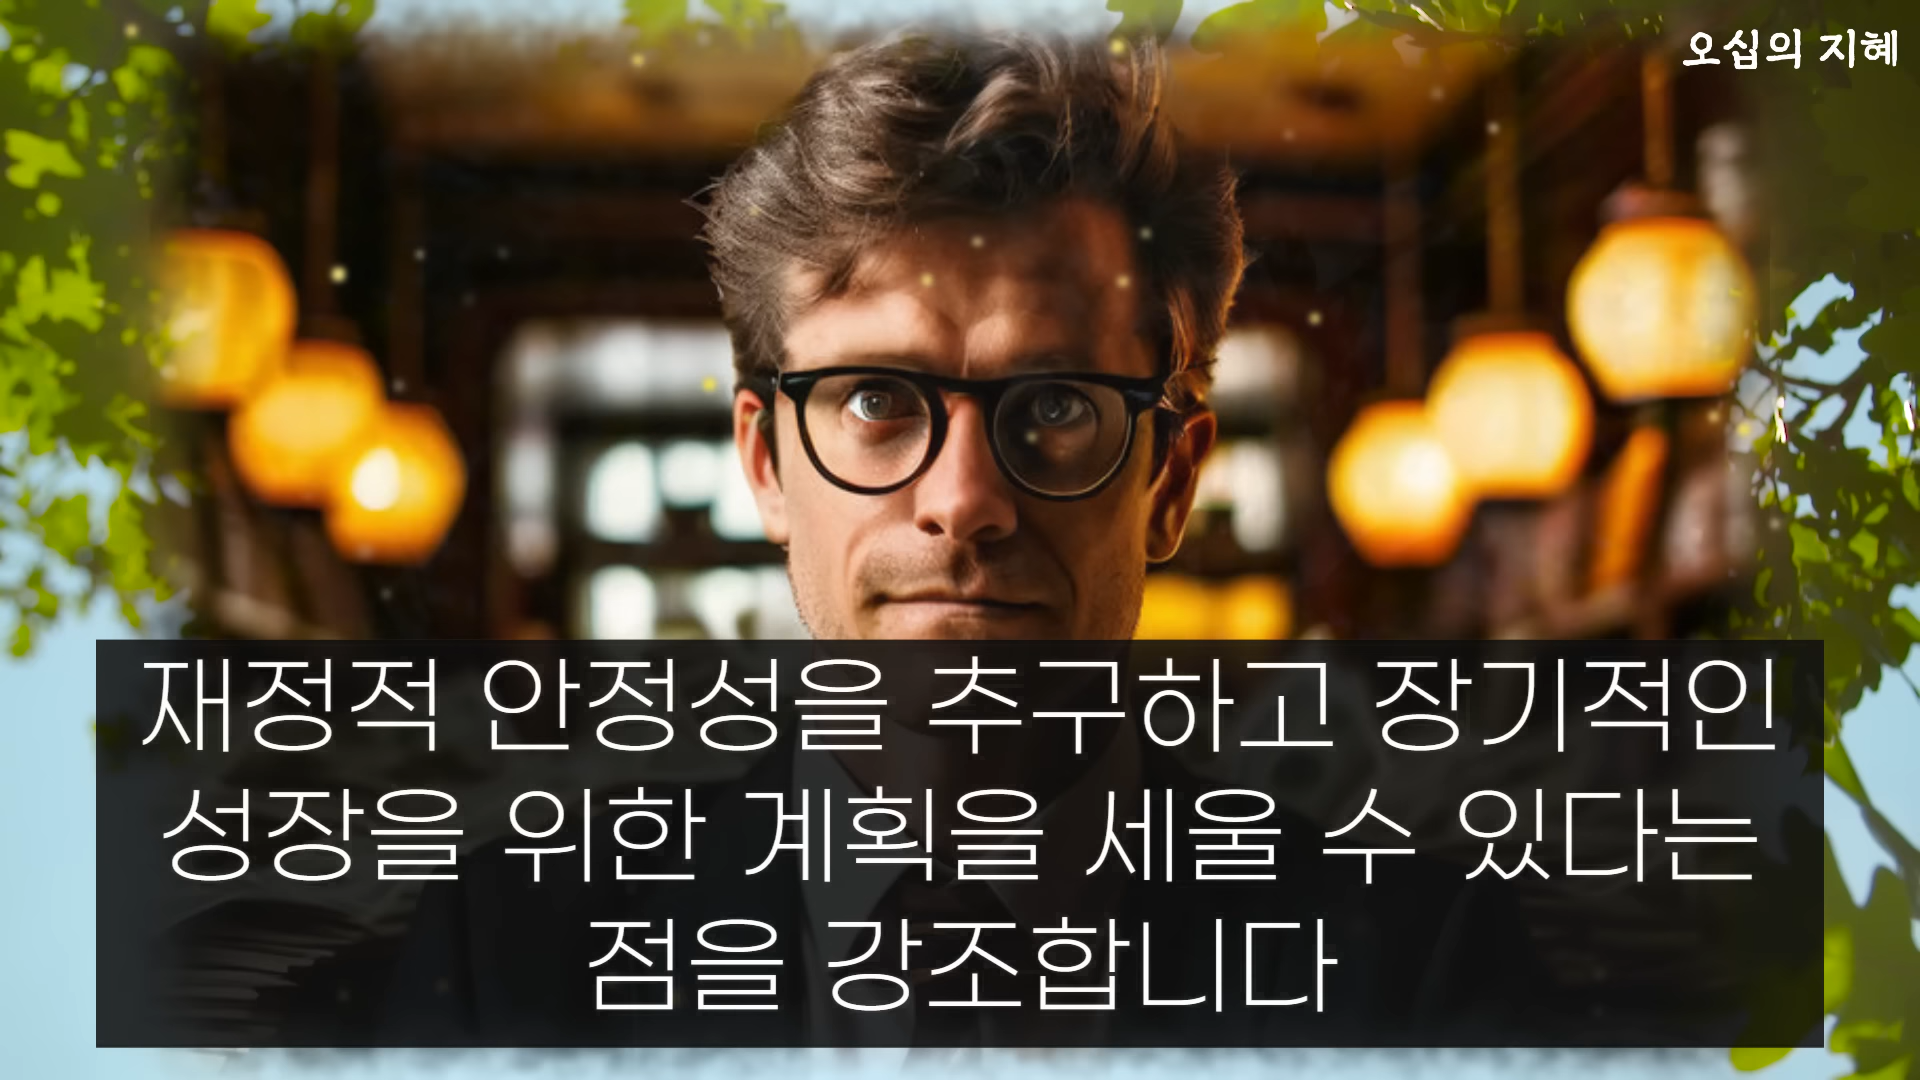 오십의 지혜
재정적 안정성을 추구하고 장기적인
성장을 위한 계획을 세울 수 있다는
점을 강조합니다